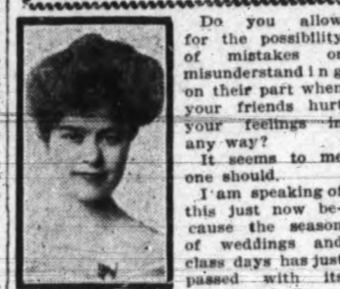 Do you allow
for the possibility
of mistakes or
misunderstanding
on their part when
your friends hurt
your feelings in
any way?
It seems to me
one should.
I am speaking of
this just now be-
cause the season
of weddings and
class days has just
passed with its